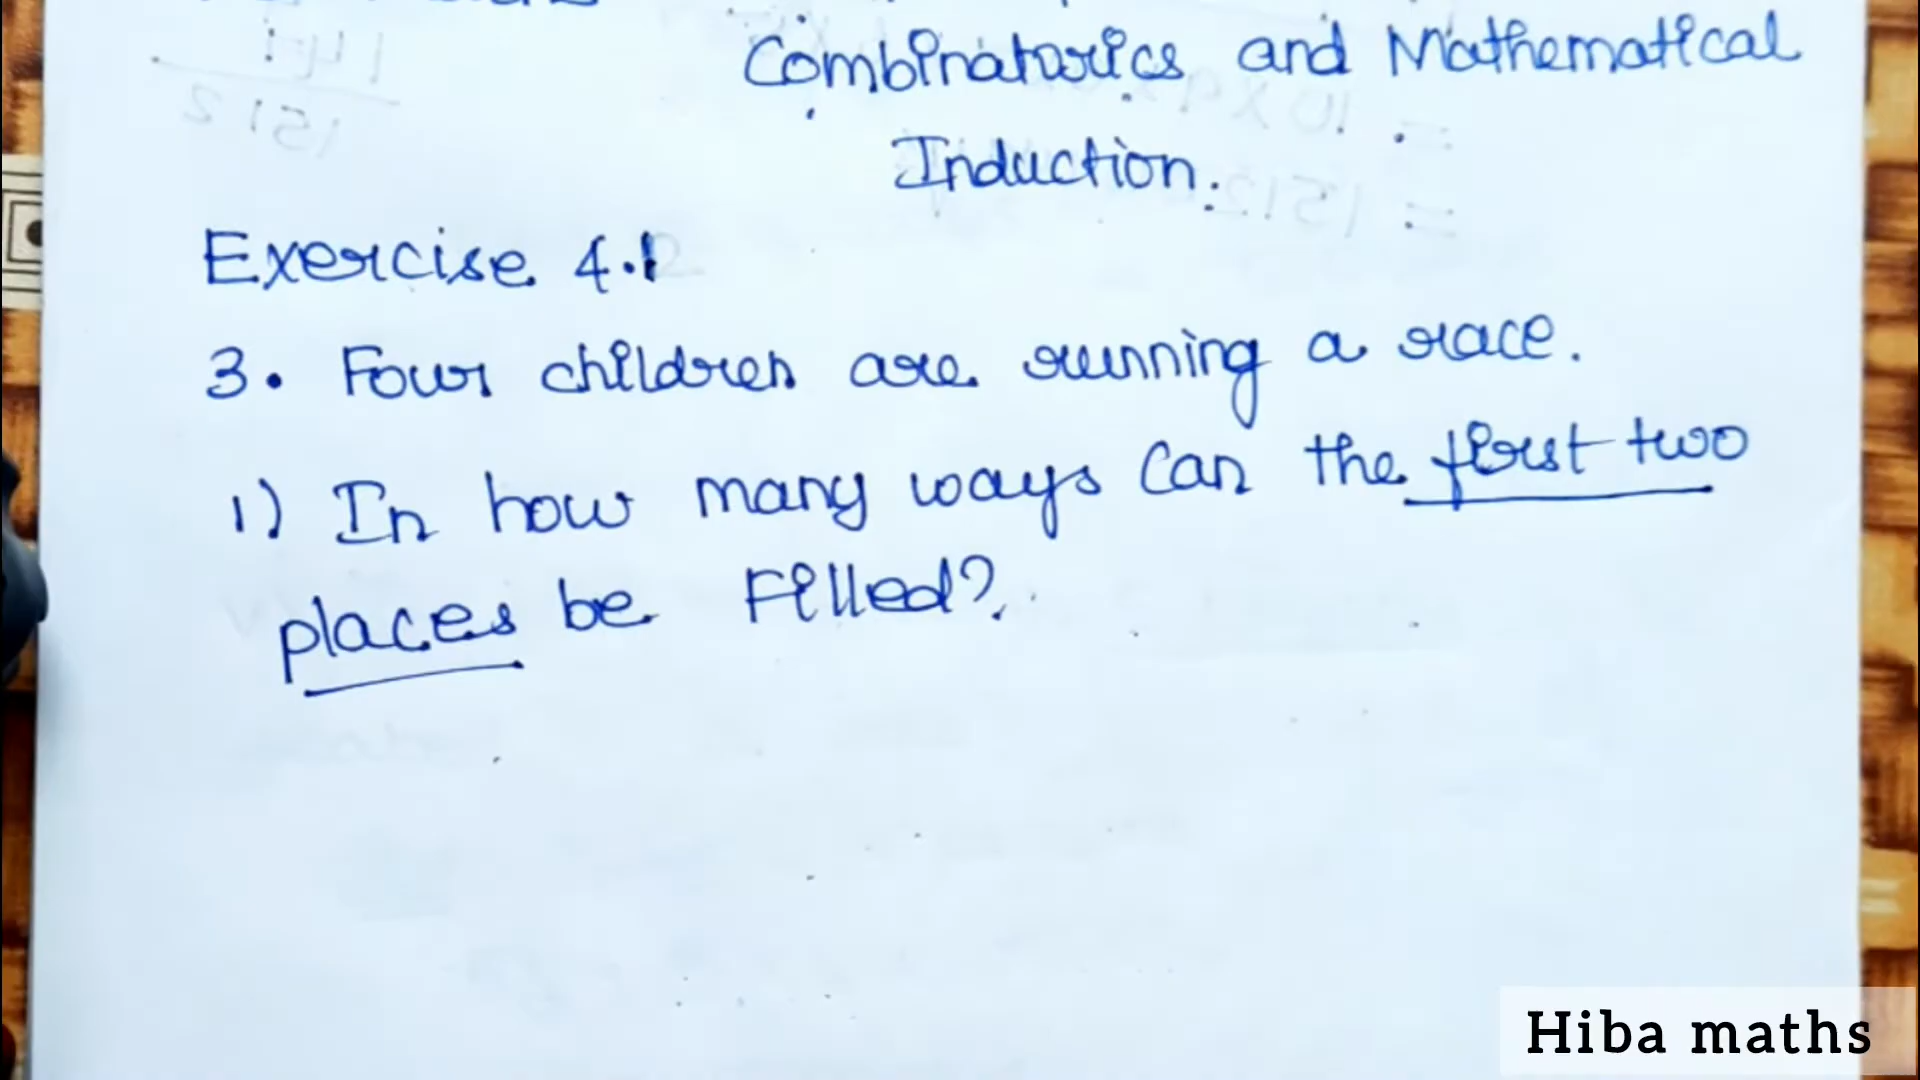 Combinatorics and Mathematical
Induction.
Exercise 4.1
3. Four children are running a race.
1) In how many ways can the first two
places be Filled?
Hiba maths